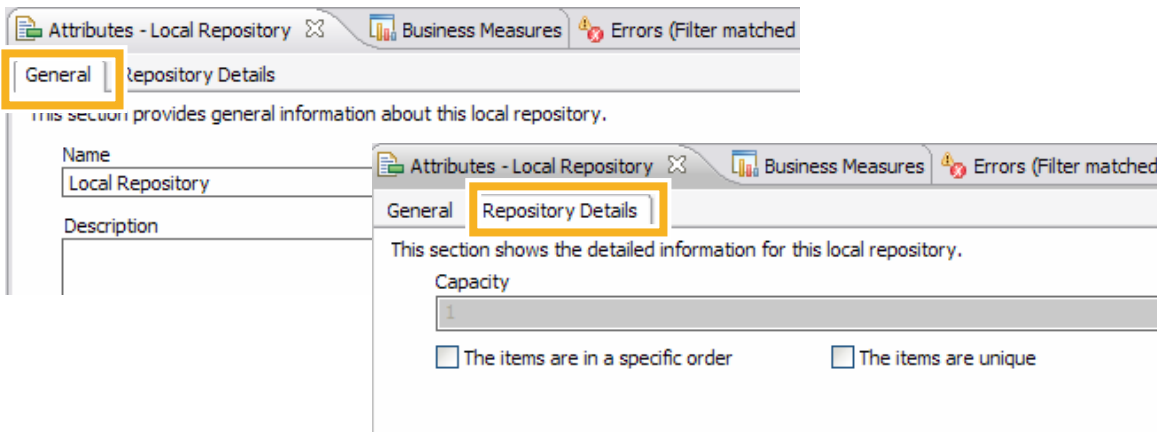 Attributes - Local Repository Business Measures Errors (Filter matched
General Repository Details
This section provides general information about this local repository.
Name
Local Repository
Description
Attributes - Local Repository Business Measures Errors (Filter matched
General Repository Details
This section shows the detailed information for this local repository.
Capacity
1
The items are in a specific order The items are unique